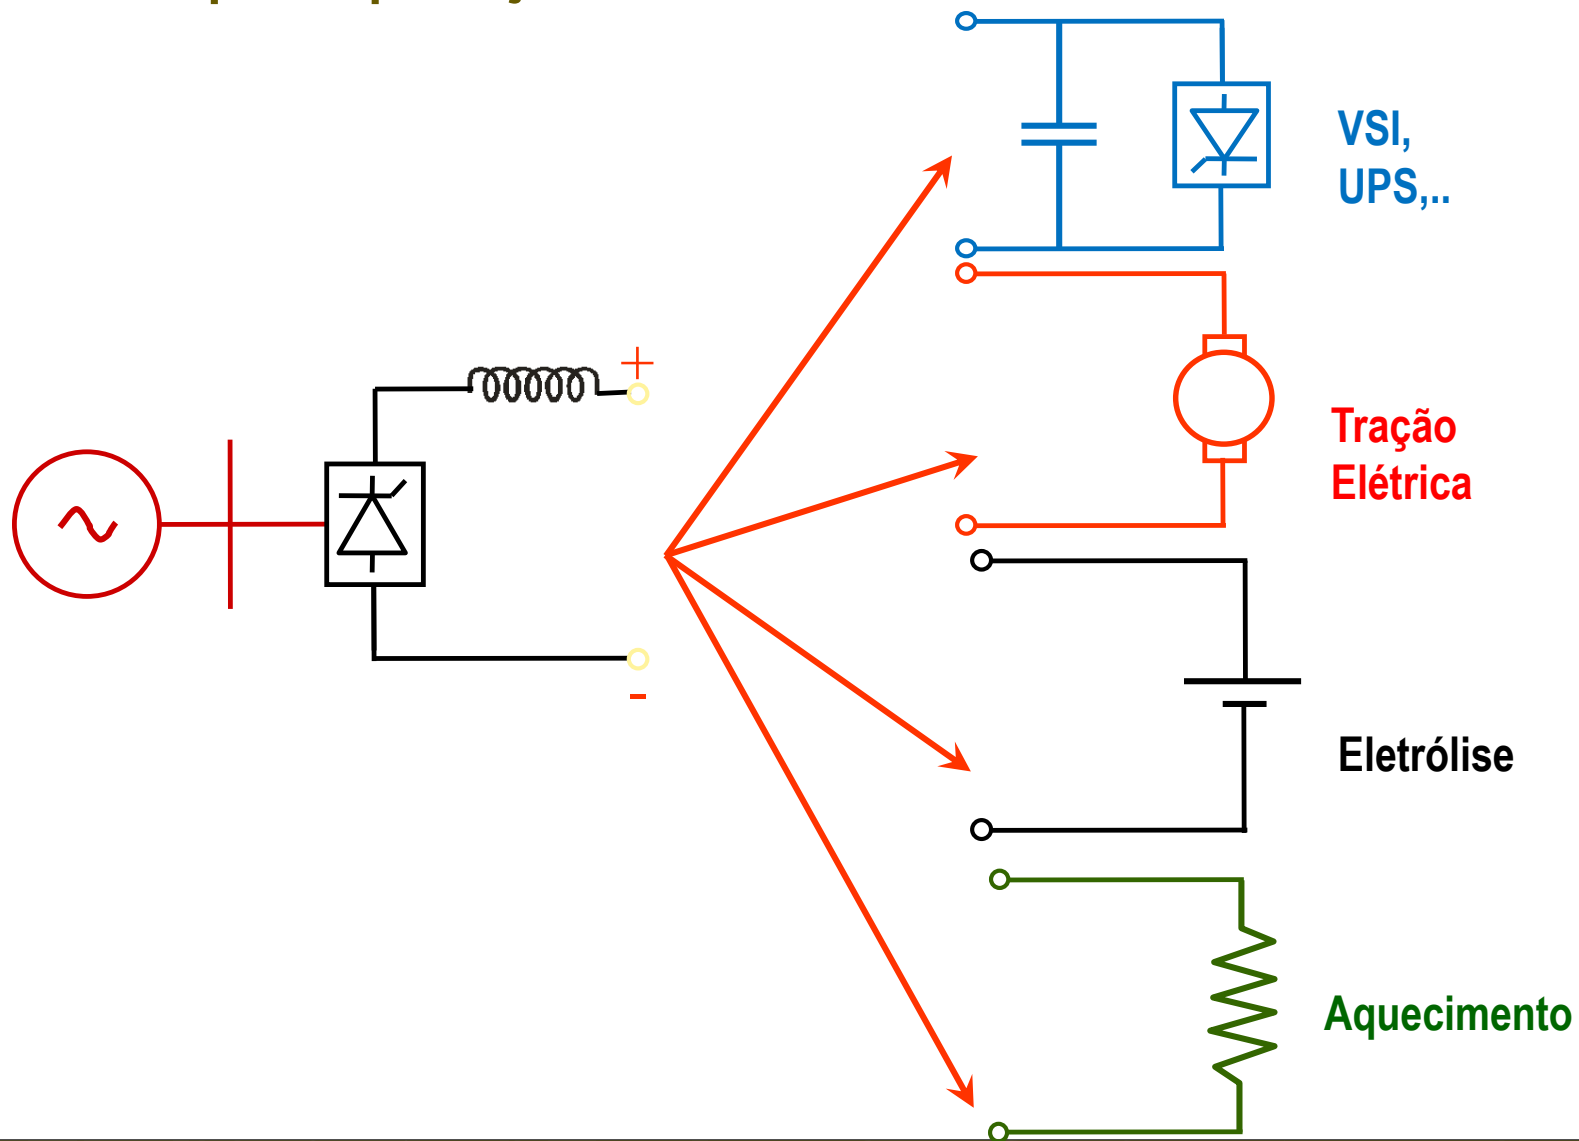 VSI,
UPS,..
+
Tração
Elétrica
-
Eletrólise
Aquecimento